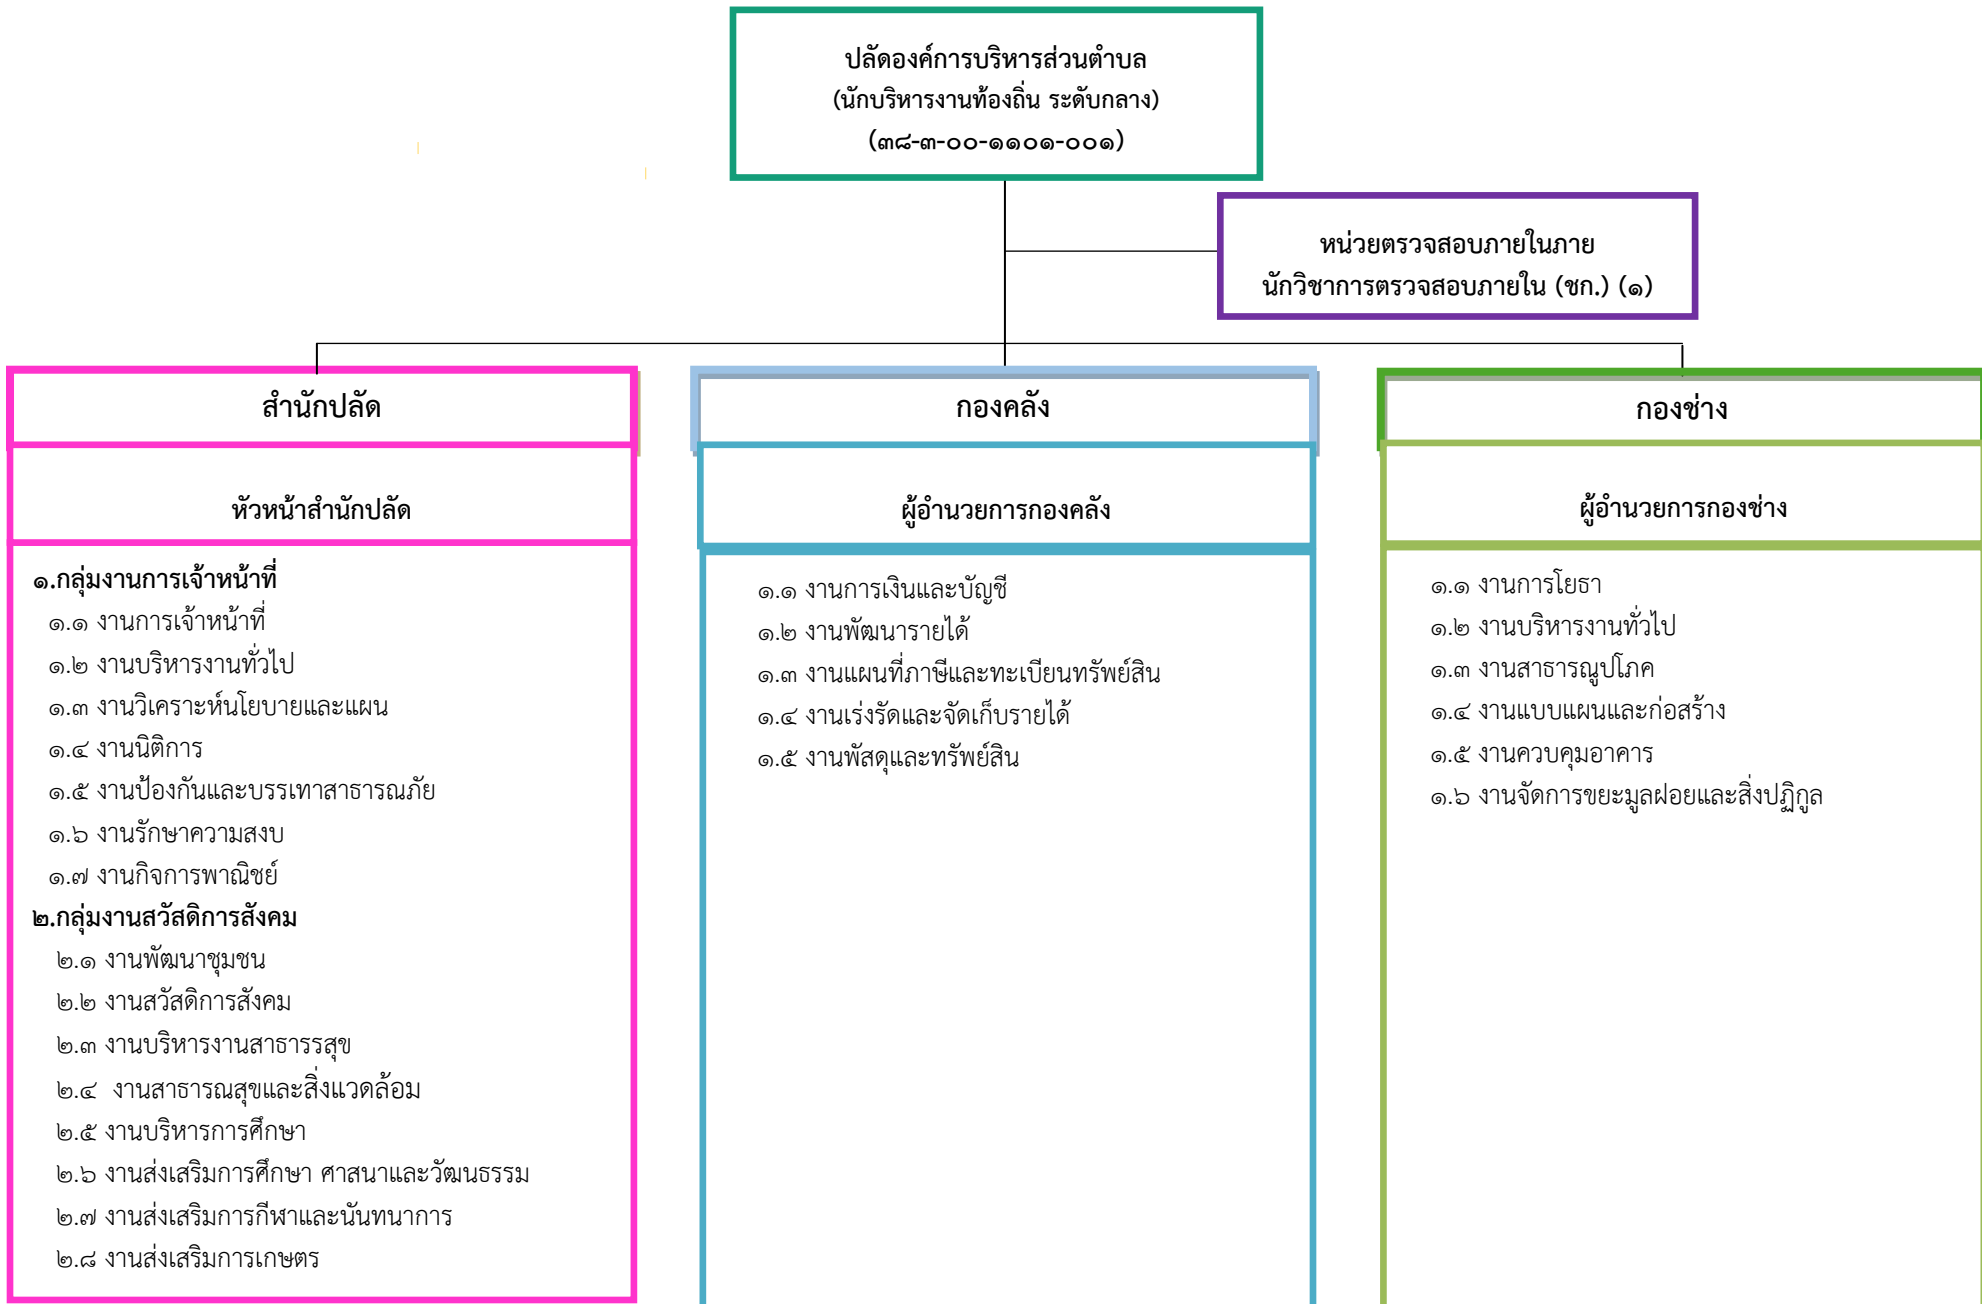 ปลัดองค์การบริหารส่วนตำบล
(นักบริหารงานท้องถิ่น ระดับกลาง)
(๓๘-๓-๐๐-๑๑๐๑-๐๐๑)
หน่วยตรวจสอบภายในภาย
นักวิชาการตรวจสอบภายใน (ชก.) (๑)
สำนักปลัด
หัวหน้าสำนักปลัด
๑.กลุ่มงานการเจ้าหน้าที่
๑.๑ งานการเจ้าหน้าที่
๑.๒ งานบริหารงานทั่วไป
๑.๓ งานวิเคราะห์นโยบายและแผน
๑.๔ งานนิติการ
๑.๕ งานป้องกันและบรรเทาสาธารณภัย
๑.๖ งานรักษาความสงบ
๑.๗ งานกิจการพาณิชย์
๒.กลุ่มงานสวัสดิการสังคม
๒.๑ งานพัฒนาชุมชน
๒.๒ งานสวัสดิการสังคม
๒.๓ งานบริหารงานสาธารรสุข
๒.๔ งานสาธารณสุขและสิ่งแวดล้อม
๒.๕ งานบริหารการศึกษา
๒.๖ งานส่งเสริมการศึกษา ศาสนาและวัฒนธรรม
๒.๗ งานส่งเสริมการกีฬาและนันทนาการ
๒.๘ งานส่งเสริมการเกษตร
กองคลัง
ผู้อำนวยการกองคลัง
๑.๑ งานการเงินและบัญชี
๑.๒ งานพัฒนารายได้
๑.๓ งานแผนที่ภาษีและทะเบียนทรัพย์สิน
๑.๔ งานเร่งรัดและจัดเก็บรายได้
๑.๕ งานพัสดุและทรัพย์สิน
กองช่าง
ผู้อำนวยการกองช่าง
๑.๑ งานการโยธา
๑.๒ งานบริหารงานทั่วไป
๑.๓ งานสาธารณูปโภค
๑.๔ งานแบบแผนและก่อสร้าง
๑.๕ งานควบคุมอาคาร
๑.๖ งานจัดการขยะมูลฝอยและสิ่งปฏิกูล